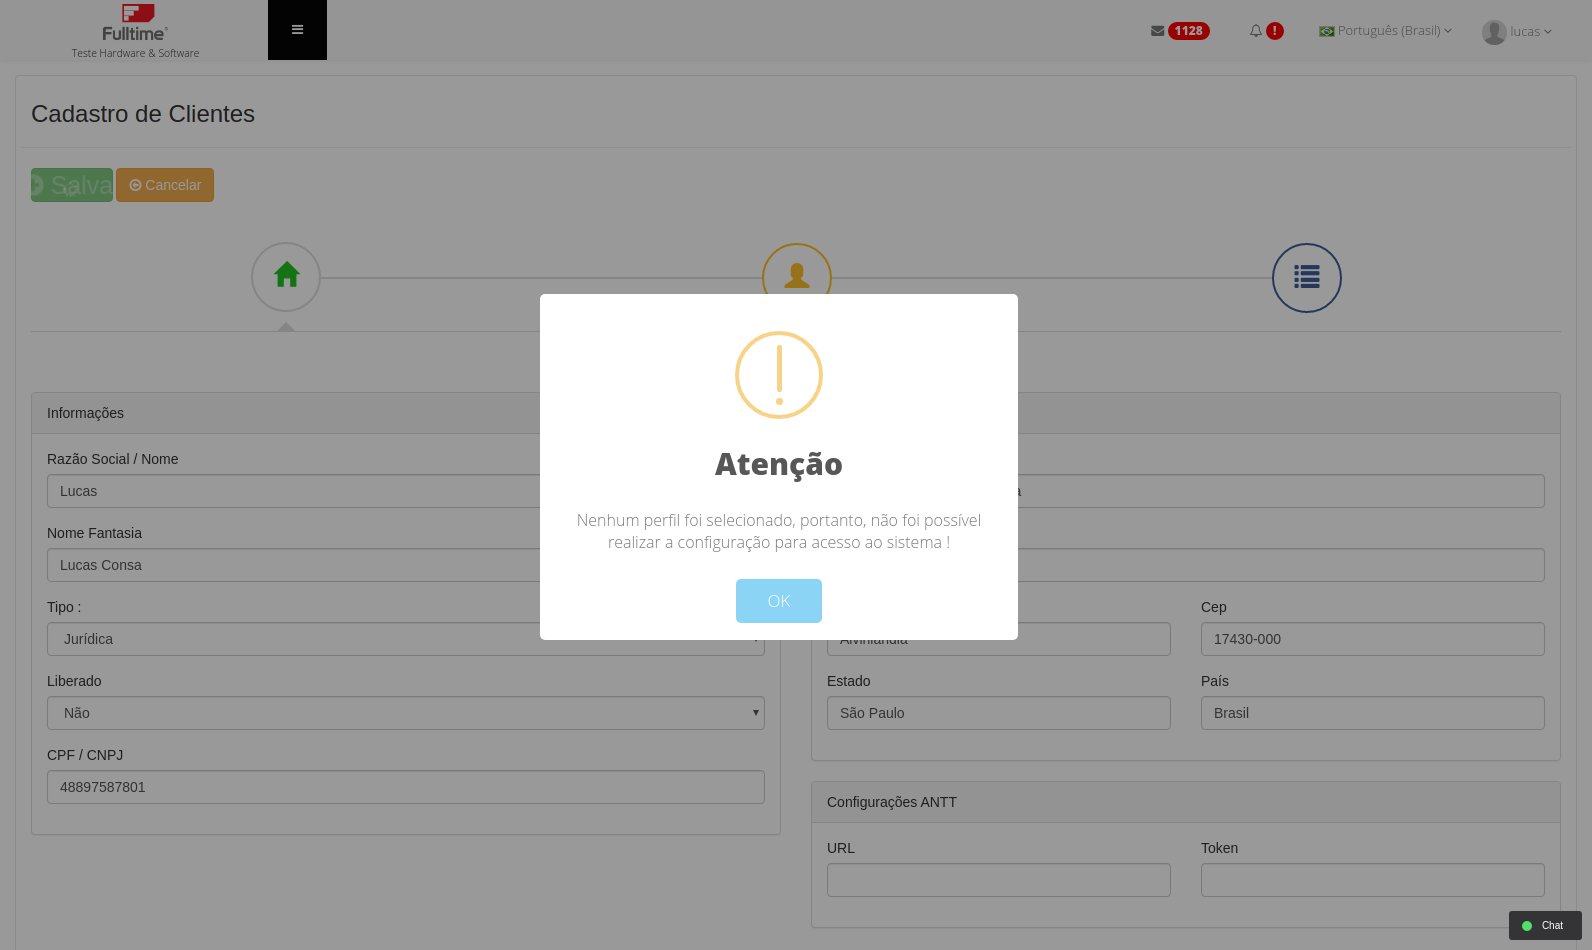 Fulltime
Teste Hardware & Software
1128
!
Português (Brasil)
lucas
Cadastro de Clientes
Salva
Cancelar
Atenção
Nenhum perfil foi selecionado, portanto, não foi possível
realizar a configuração para acesso ao sistema !
OK
Informações
Razão Social / Nome
Lucas
Nome Fantasia
Lucas Consa
Tipo :
Jurídica
Liberado
Não
CPF / CNPJ
48897587801
a
Cep
Alvinlândia
17430-000
Estado
País
São Paulo
Brasil
Configurações ANTT
URL
Token
Chat